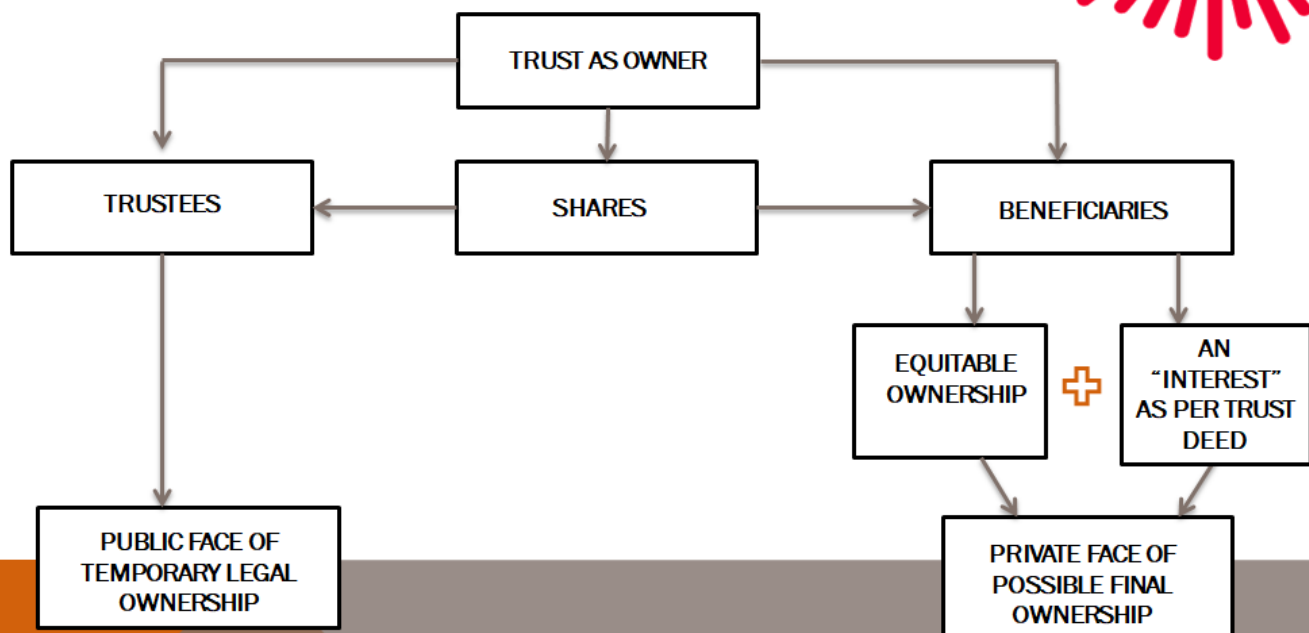 TRUST AS OWNER
TRUSTEES
SHARES
BENEFICIARIES
EQUITABLE
OWNERSHIP
AN
“INTEREST”
AS PER TRUST
DEED
PUBLIC FACE OF
TEMPORARY LEGAL
OWNERSHIP
PRIVATE FACE OF
POSSIBLE FINAL
OWNERSHIP